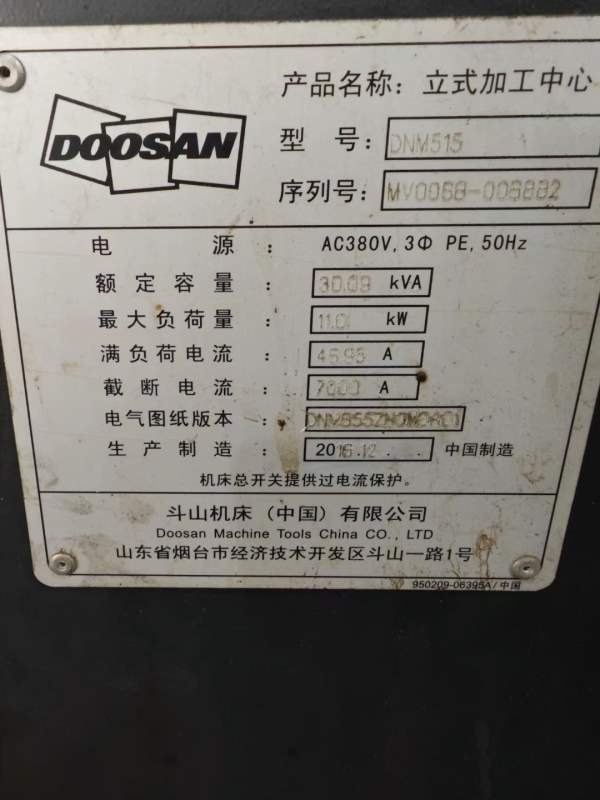 DOOSAN
产品名称: 立式加工中心
型 号: DNM515
序列号: MV0068-006882
电 源 : AC380V, 3Φ PE, 50Hz
额定容量 : 30.09 kVA
最大负荷量 : 11.0 kW
满负荷电流 : 46.95 A
截断电流 : 7000 A
电气图纸版本 :
生产制造 : 2016.12. . 中国制造
机床总开关提供过电流保护。
斗山机床（中国）有限公司
Doosan Machine Tools China CO., LTD
山东省烟台市经济技术开发区斗山一路1号
950209-06395A/中国